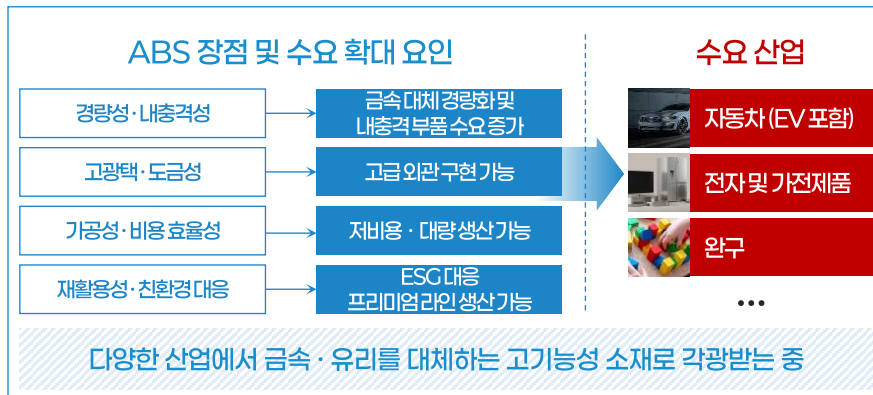 ABS 장점 및 수요 확대 요인
수요 산업
경량성·내충격성
금속 대체 경량화 및
내충격 부품 수요 증가
고광택·도금성
고급 외관 구현 가능
가공성·비용 효율성
저비용 · 대량 생산 가능
재활용성·친환경 대응
ESG 대응
프리미엄 라인 생산 가능
자동차 (EV 포함)
전자 및 가전제품
완구
•••
다양한 산업에서 금속 · 유리를 대체하는 고기능성 소재로 각광받는 중